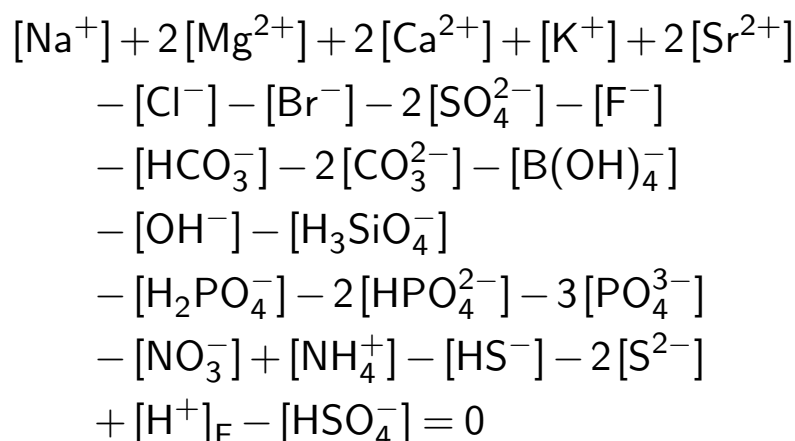 [Na⁺] + 2[Mg²⁺] + 2[Ca²⁺] + [K⁺] + 2[Sr²⁺]
− [Cl⁻] − [Br⁻] − 2[SO₄²⁻] − [F⁻]
− [HCO₃⁻] − 2[CO₃²⁻] − [B(OH)₄⁻]
− [OH⁻] − [H₃SiO₄⁻]
− [H₂PO₄⁻] − 2[HPO₄²⁻] − 3[PO₄³⁻]
− [NO₃⁻] + [NH₄⁺] − [HS⁻] − 2[S²⁻]
+ [H⁺]_F − [HSO₄⁻] = 0